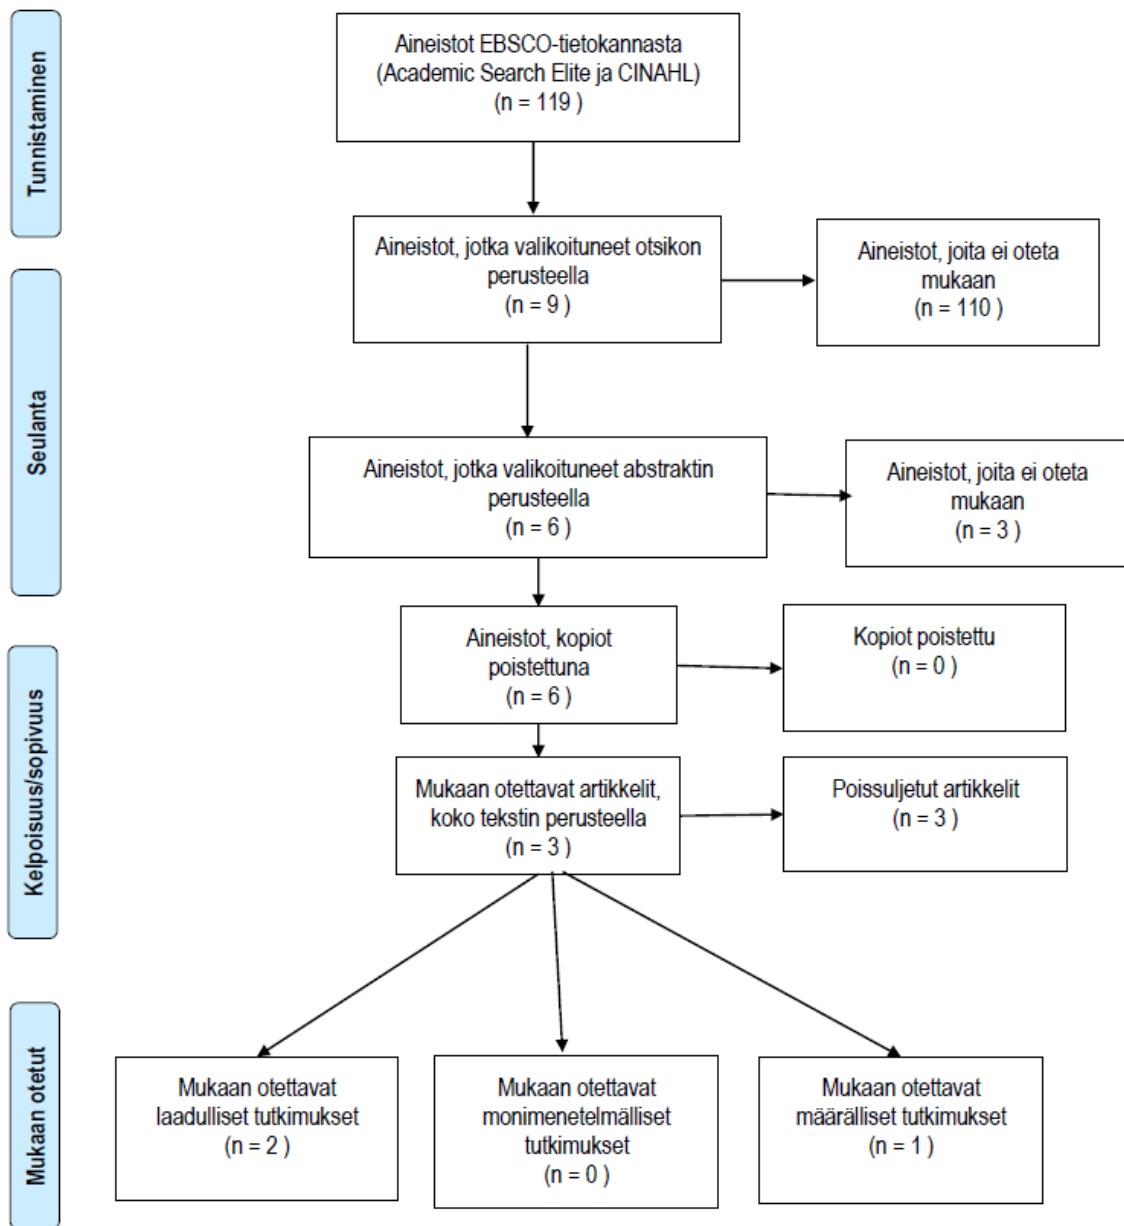 Tunnistaminen
Aineistot EBSCO-tietokannasta
(Academic Search Elite ja CINAHL)
(n = 119 )
Aineistot, jotka valikoituneet otsikon
perusteella
(n = 9 )
Aineistot, joita ei oteta
mukaan
(n = 110 )
Seulanta
Aineistot, jotka valikoituneet abstraktin
perusteella
(n = 6 )
Aineistot, joita ei oteta
mukaan
(n = 3 )
Kelpoisuus/sopivuus
Aineistot, kopiot
poistettuna
(n = 6 )
Kopiot poistettu
(n = 0 )
Mukaan otettavat artikkelit,
koko tekstin perusteella
(n = 3 )
Poissuljetut artikkelit
(n = 3 )
Mukaan otetut
Mukaan otettavat
laadulliset tutkimukset
(n = 2 )
Mukaan otettavat
monimenetelmälliset
tutkimukset
(n = 0 )
Mukaan otettavat
määrälliset tutkimukset
(n = 1 )